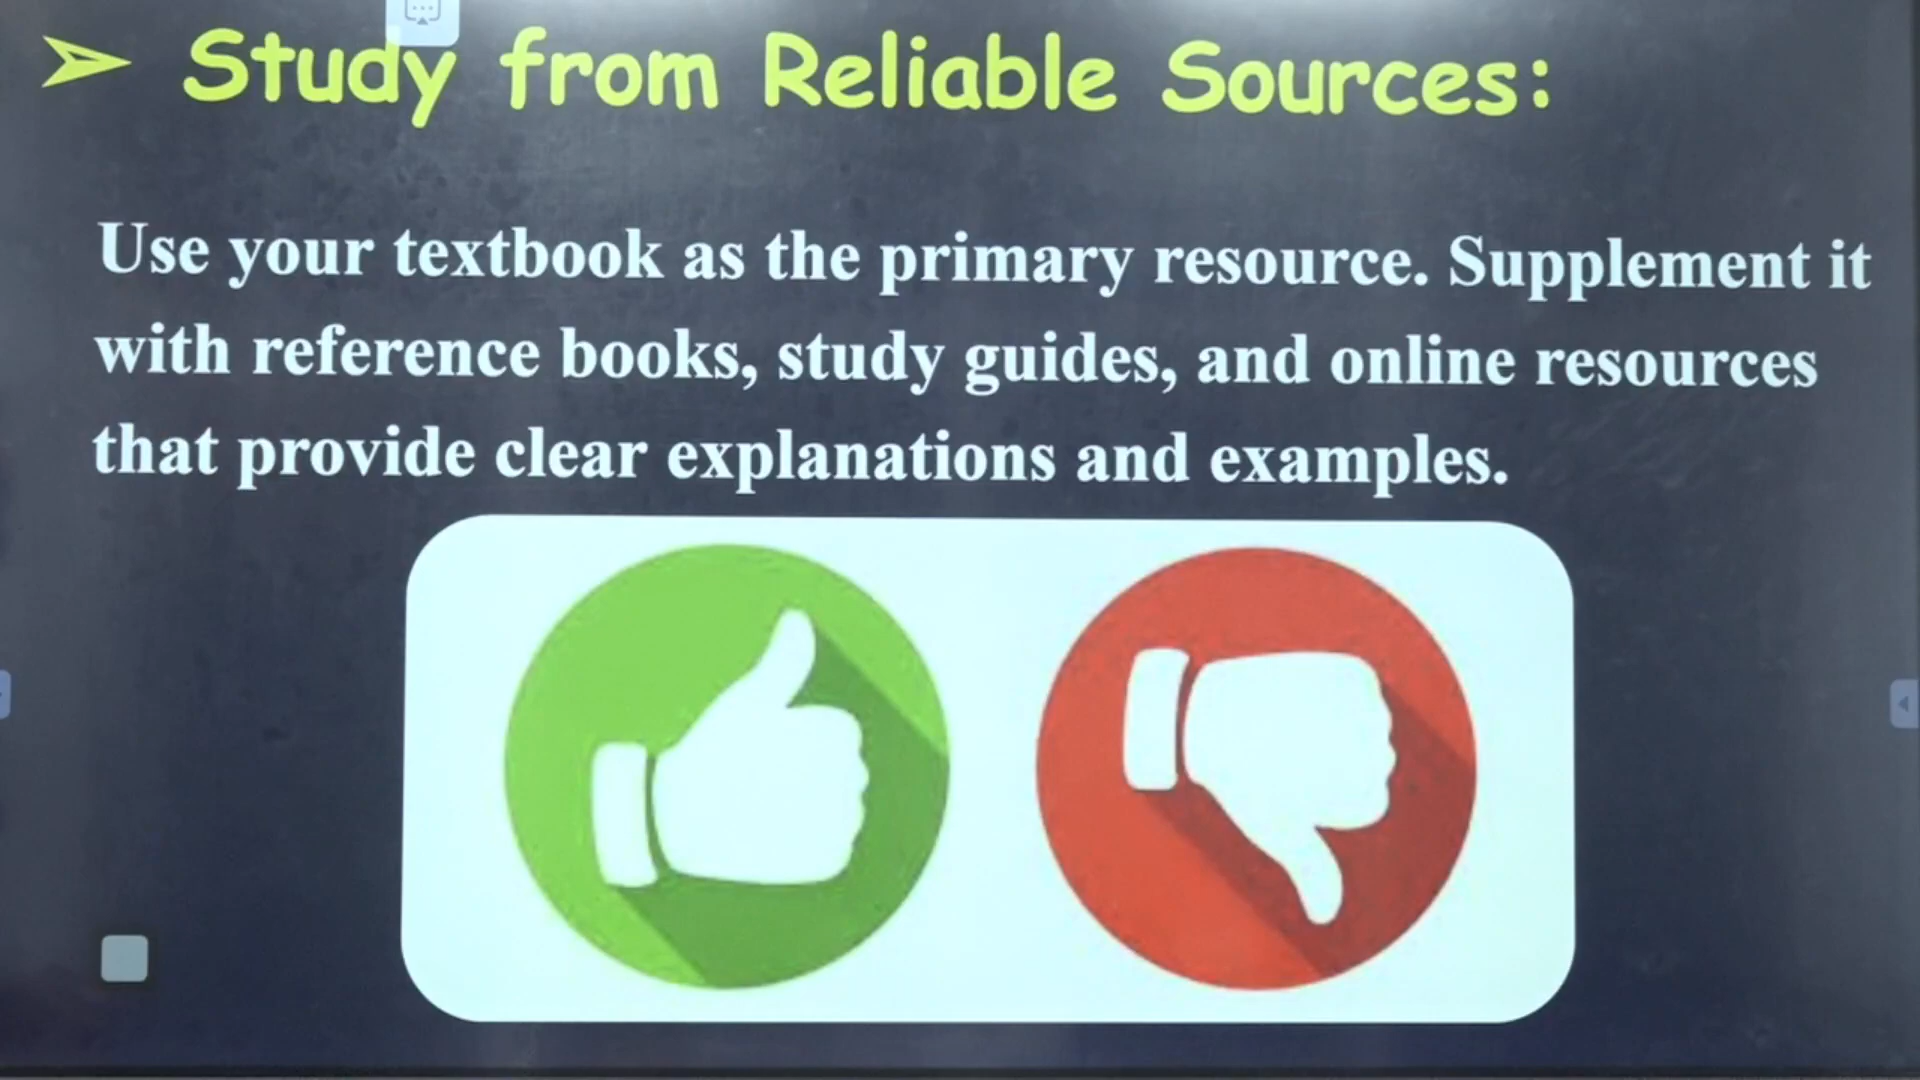 ➢ Study from Reliable Sources:
Use your textbook as the primary resource. Supplement it
with reference books, study guides, and online resources
that provide clear explanations and examples.